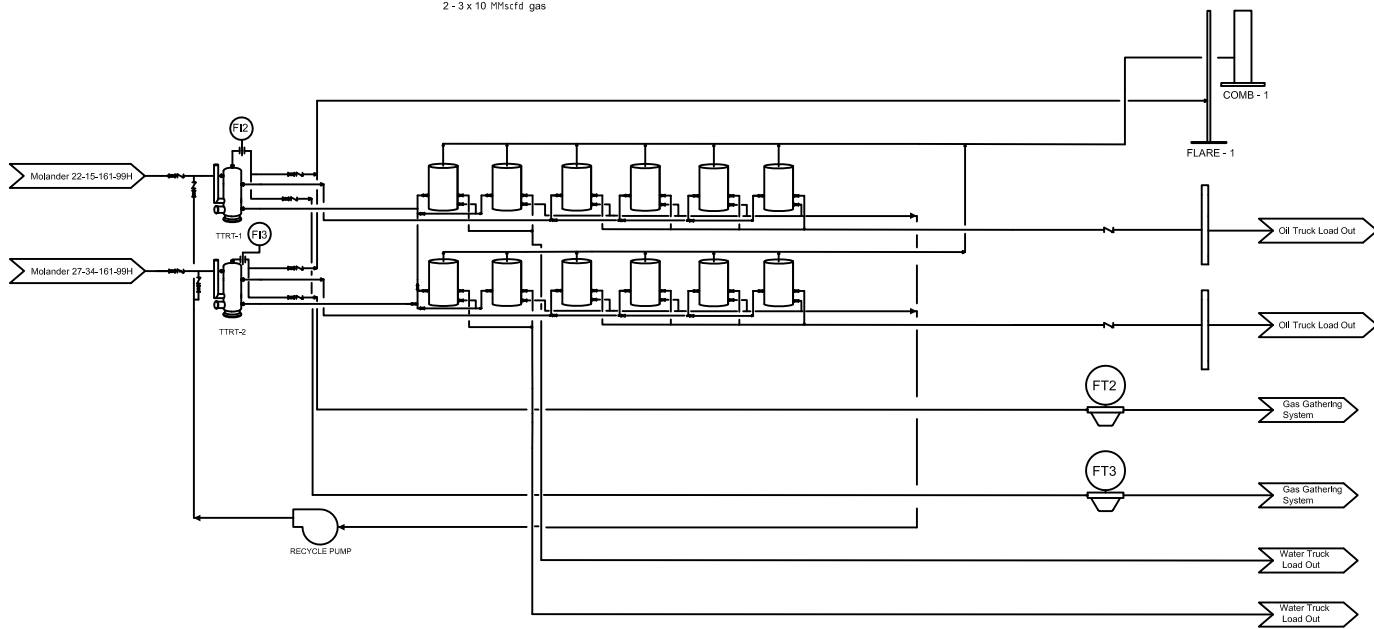 2 - 3 x 10 MMscfd gas
COMB - 1
FLARE - 1
FI2
Molander 22-15-161-99H
TTRT-1
FI3
Oil Truck Load Out
Molander 27-34-161-99H
TTRT-2
Oil Truck Load Out
FT2
Gas Gathering
System
FT3
Gas Gathering
System
RECYCLE PUMP
Water Truck
Load Out
Water Truck
Load Out